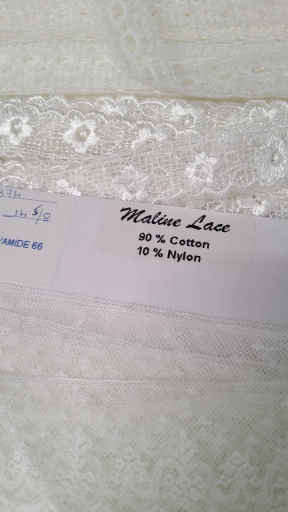 Maline Lace
90 % Cotton
10 % Nylon
YAMIDE 66